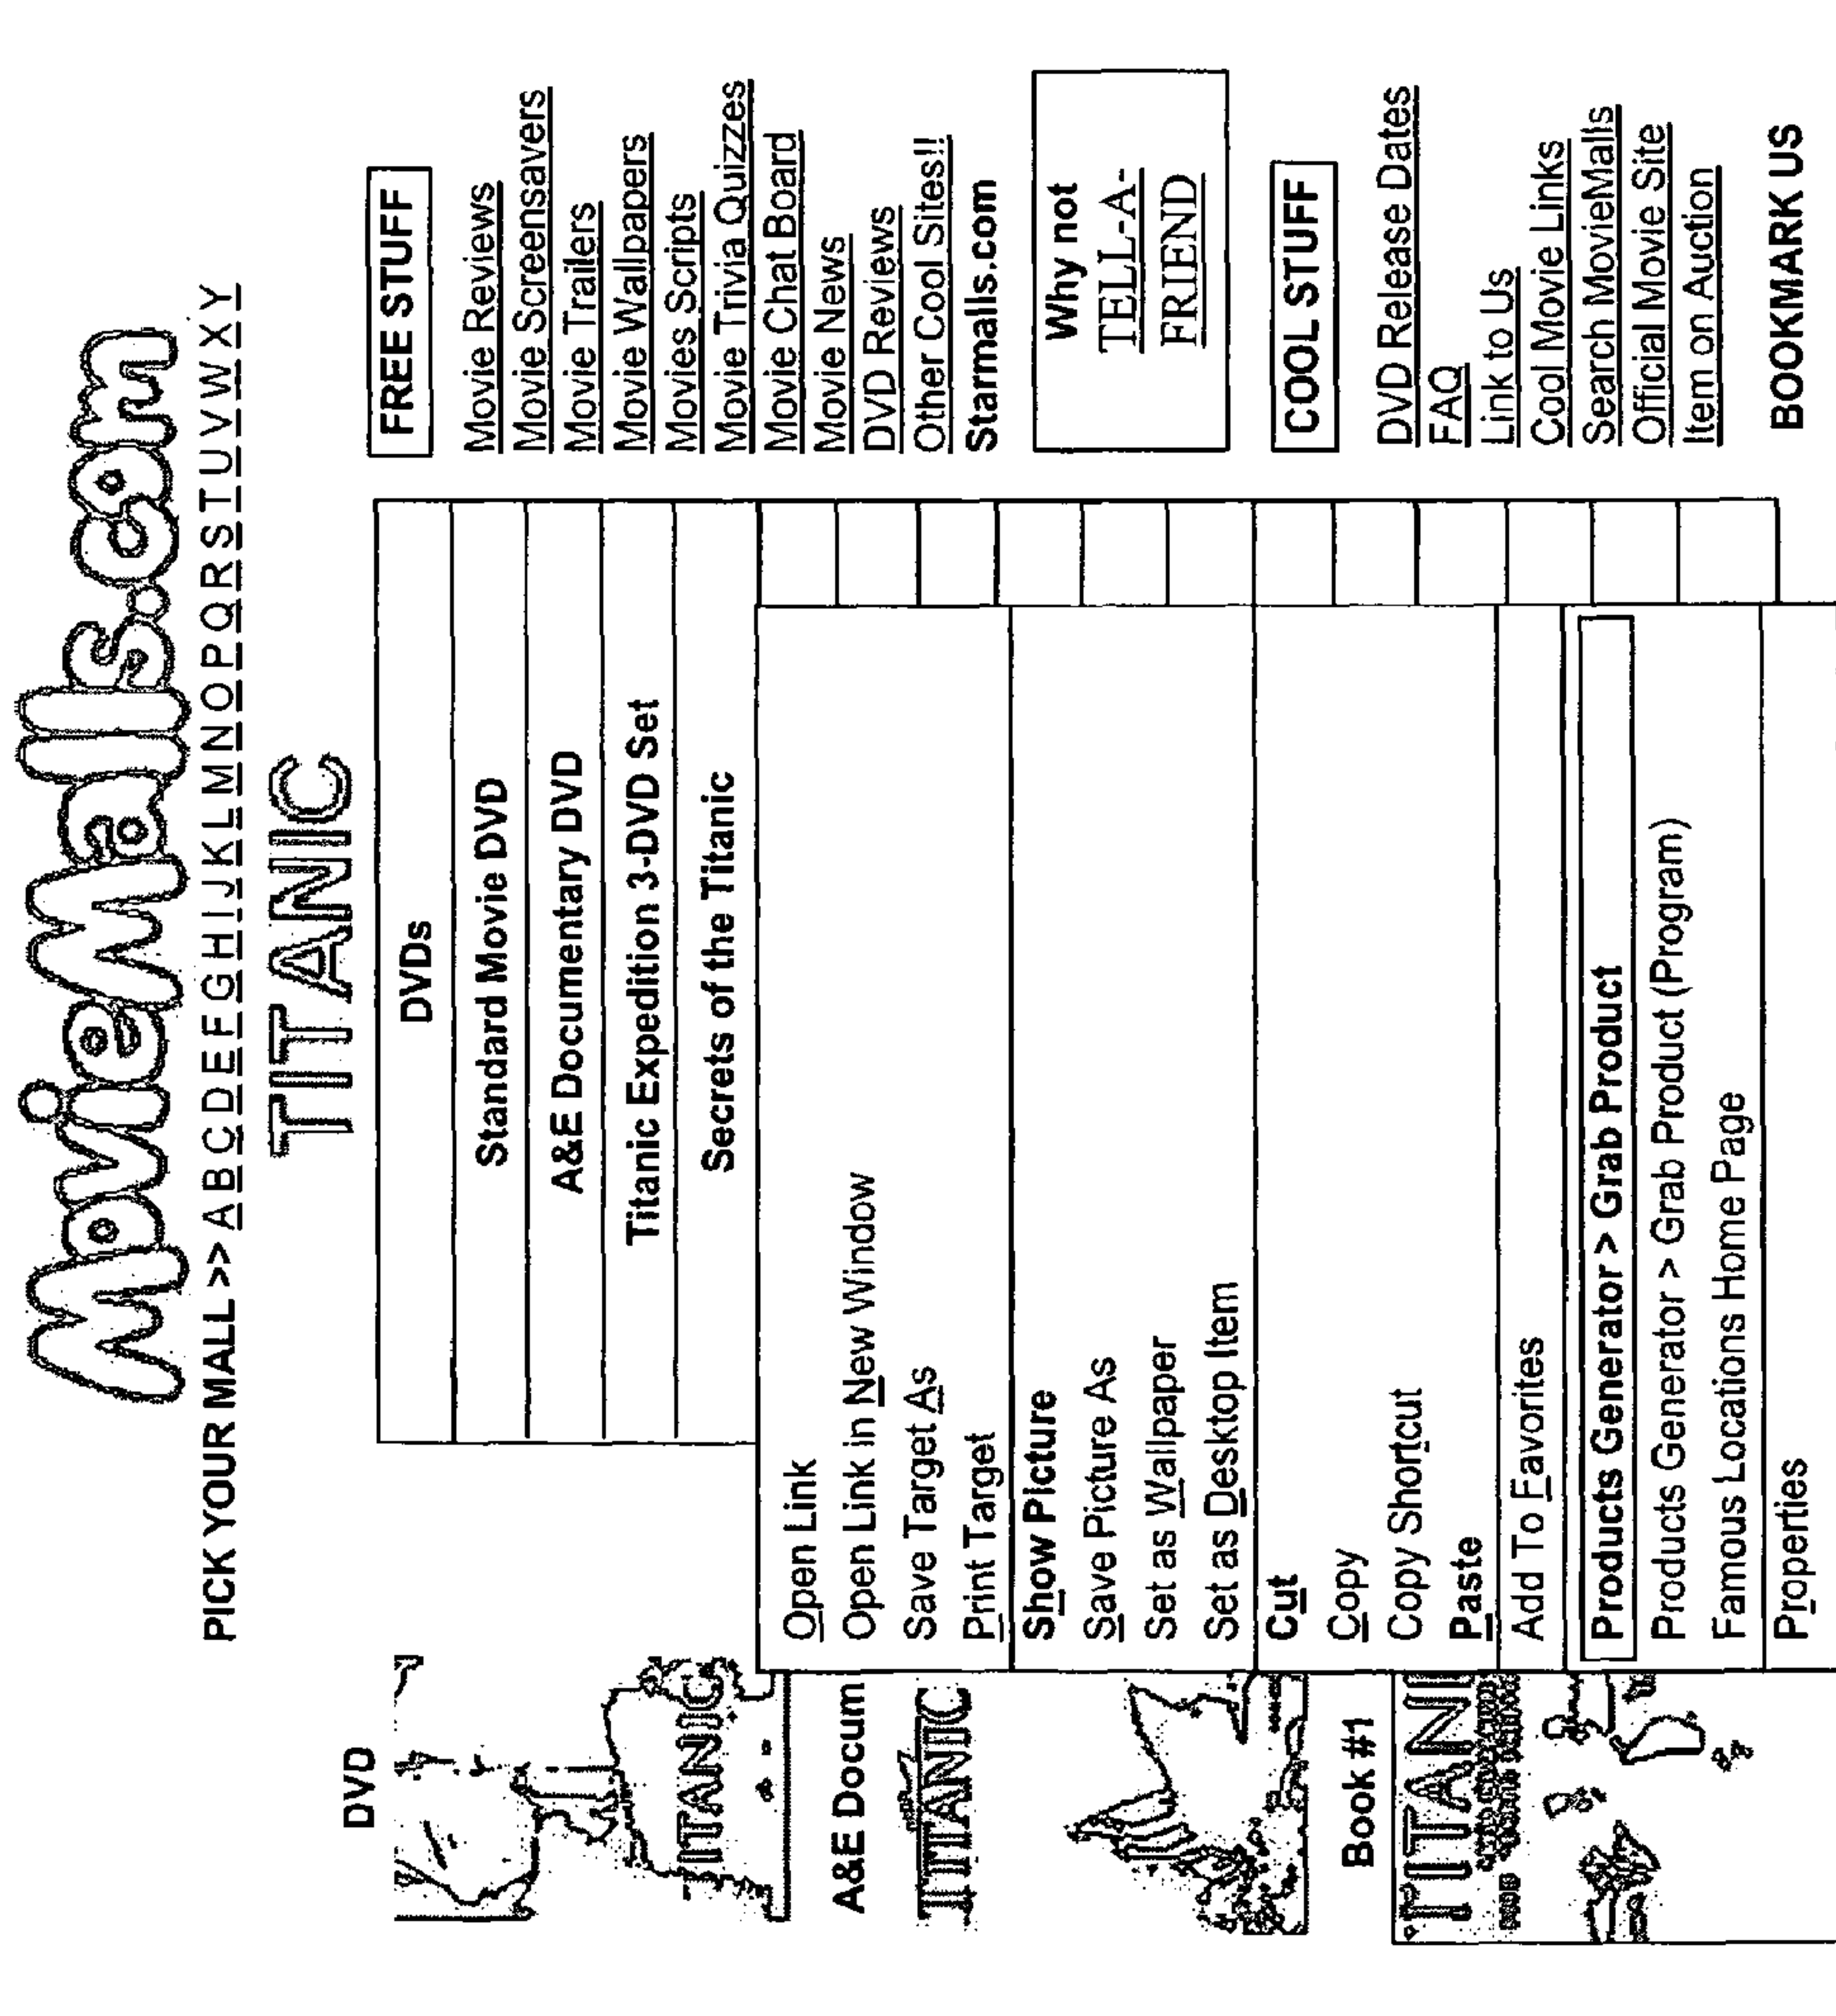 MovieMalls.com
PICK YOUR MALL >> A B C D E F G H I J K L M N O P Q R S T U V W X Y
TITANIC
DVD
TITANIC
A&E Docum
TITANIC
Book #1
TITANI
DVDs
Standard Movie DVD
A&E Documentary DVD
Titanic Expedition 3-DVD Set
Secrets of the Titanic
Open Link
Open Link in New Window
Save Target As
Print Target
Show Picture
Save Picture As
Set as Wallpaper
Set as Desktop Item
Cut
Copy
Copy Shortcut
Paste
Add To Favorites
Products Generator > Grab Product
Products Generator > Grab Product (Program)
Famous Locations Home Page
Properties
FREE STUFF
Movie Reviews
Movie Screensavers
Movie Trailers
Movie Wallpapers
Movies Scripts
Movie Trivia Quizzes
Movie Chat Board
Movie News
DVD Reviews
Other Cool Sites!!
Starmalls.com
Why not
TELL-A-
FRIEND
COOL STUFF
DVD Release Dates
FAQ
Link to Us
Cool Movie Links
Search MovieMalls
Official Movie Site
Item on Auction
BOOKMARK US